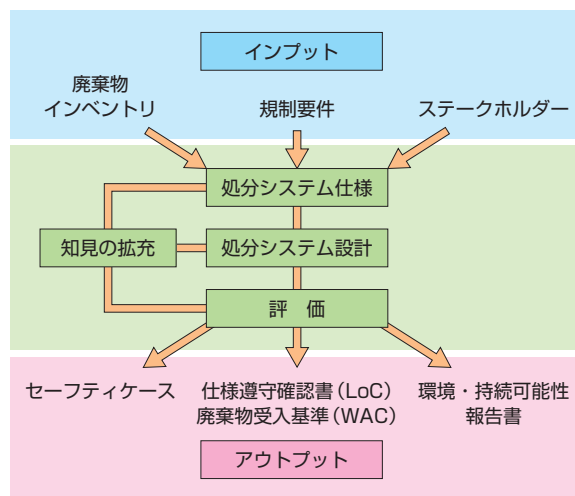 インプット
廃棄物
インベントリ
規制要件
ステークホルダー
処分システム仕様
知見の拡充
処分システム設計
評　価
セーフティケース
仕様遵守確認書(LoC)
廃棄物受入基準(WAC)
環境・持続可能性
報告書
アウトプット